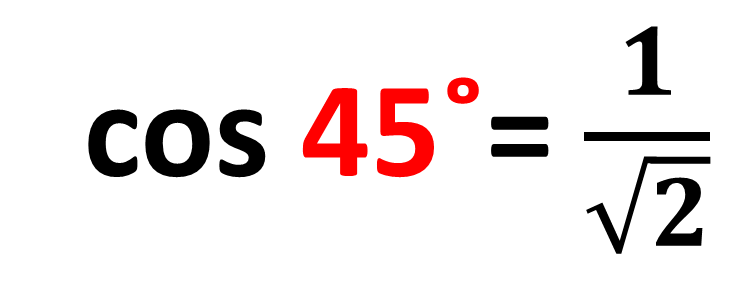 cos 45° = 1/√2